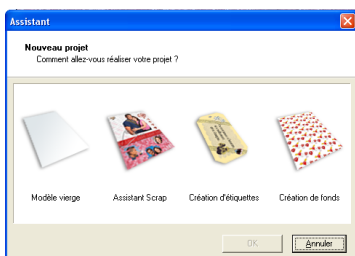 Assistant
Nouveau projet
Comment allez-vous réaliser votre projet ?
Modèle vierge
Assistant Scrap
Création d'étiquettes
Création de fonds
OK
Annuler